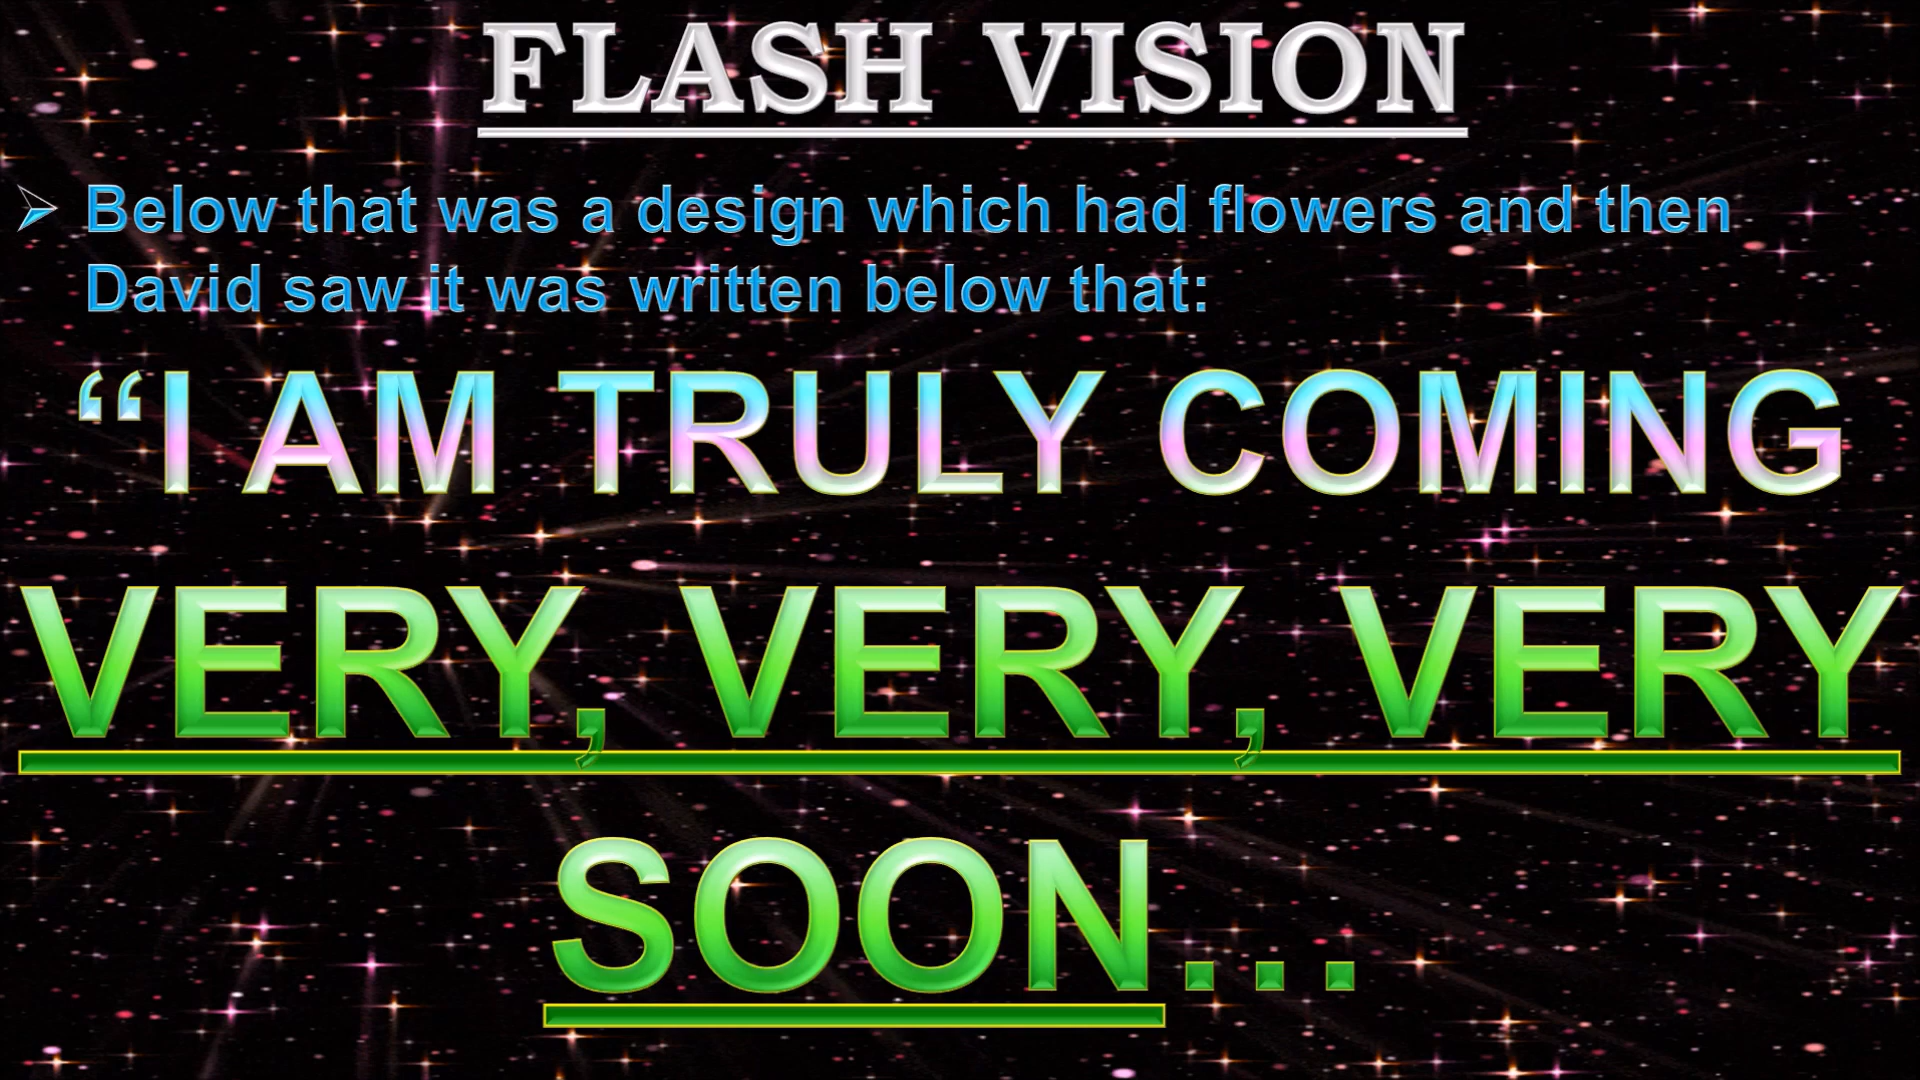 FLASH VISION
➢ Below that was a design which had flowers and then
David saw it was written below that:
“I AM TRULY COMING
VERY, VERY, VERY
SOON...